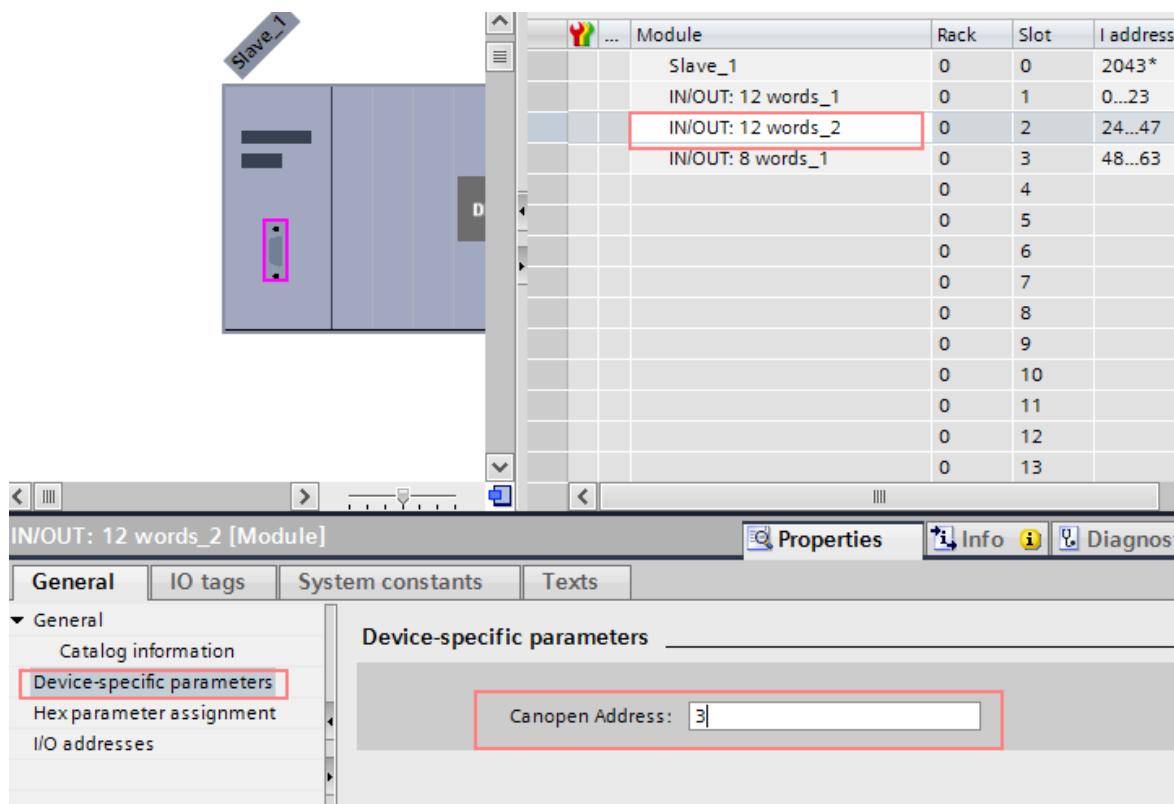 Slave_1
D
... Module Rack Slot I address
Slave_1 0 0 2043*
IN/OUT: 12 words_1 0 1 0...23
IN/OUT: 12 words_2 0 2 24...47
IN/OUT: 8 words_1 0 3 48...63
0 4
0 5
0 6
0 7
0 8
0 9
0 10
0 11
0 12
0 13
IN/OUT: 12 words_2 [Module]
Properties Info Diagnos
General IO tags System constants Texts
General
Catalog information
Device-specific parameters
Hex parameter assignment
I/O addresses
Device-specific parameters
Canopen Address: 3